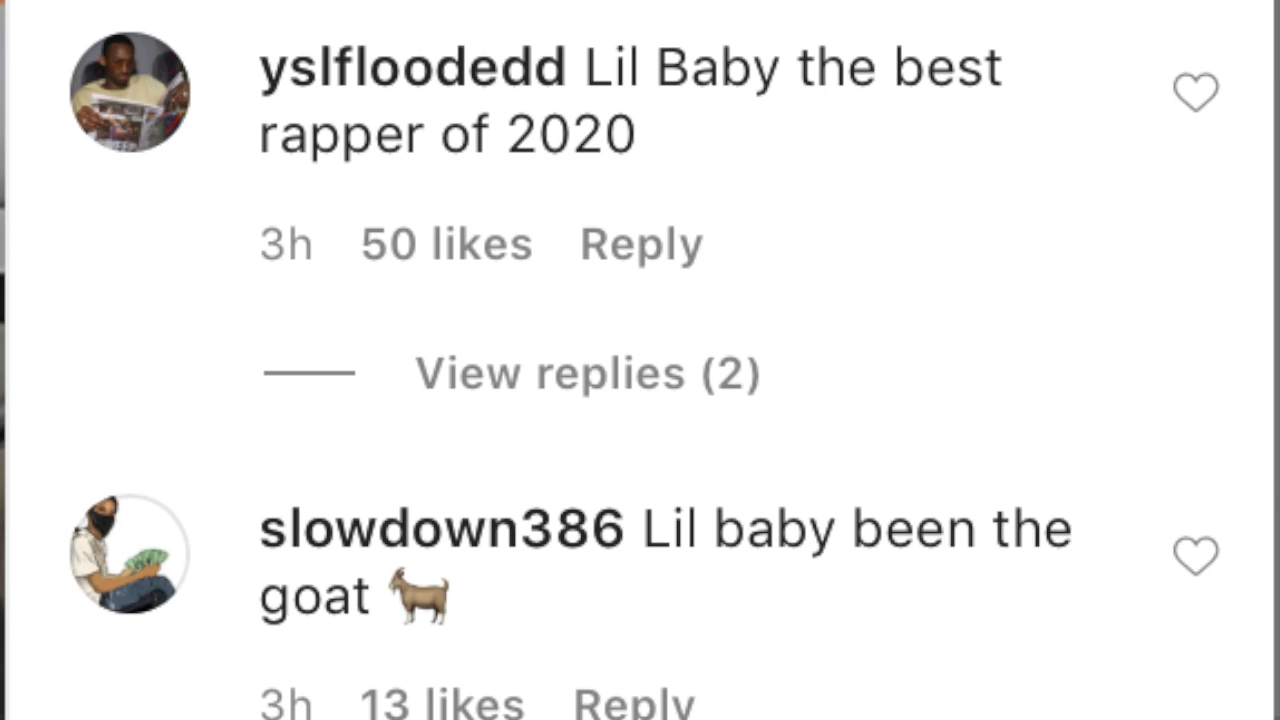 yslfloodedd Lil Baby the best
rapper of 2020
3h 50 likes Reply
View replies (2)
slowdown386 Lil baby been the
goat 🐐
3h 13 likes Reply